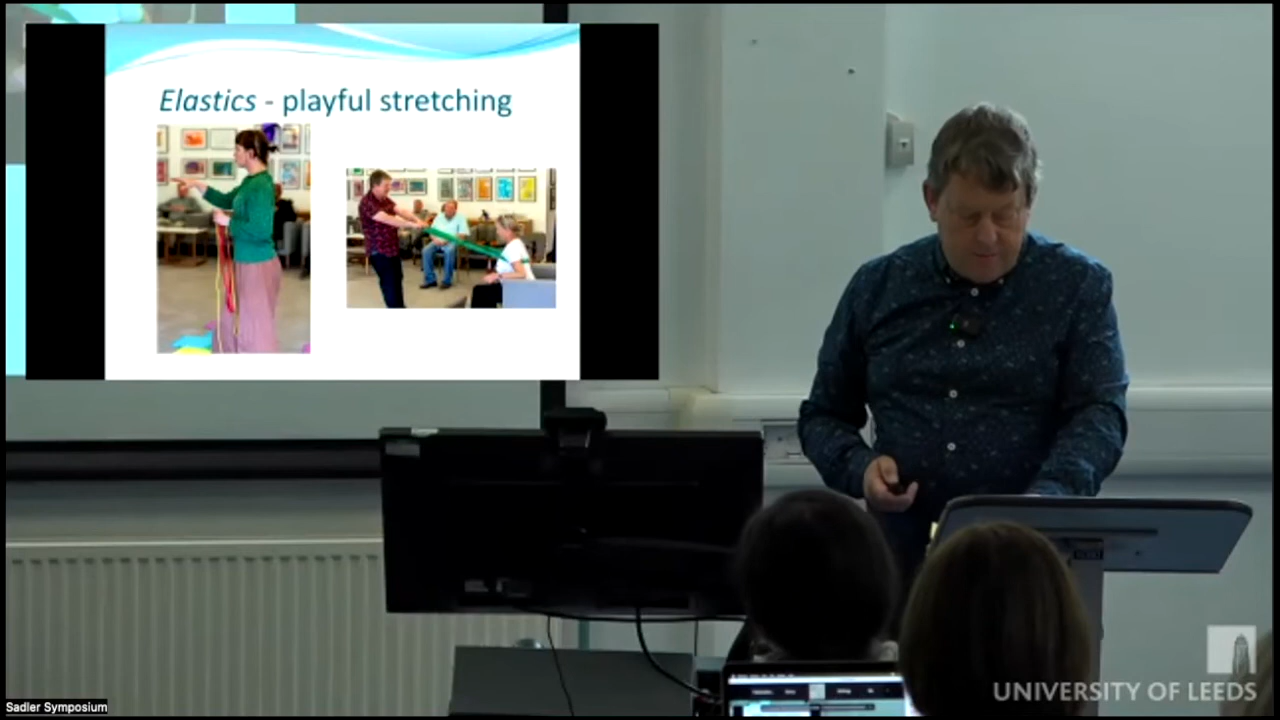 Elastics - playful stretching
Sadler Symposium
UNIVERSITY OF LEEDS